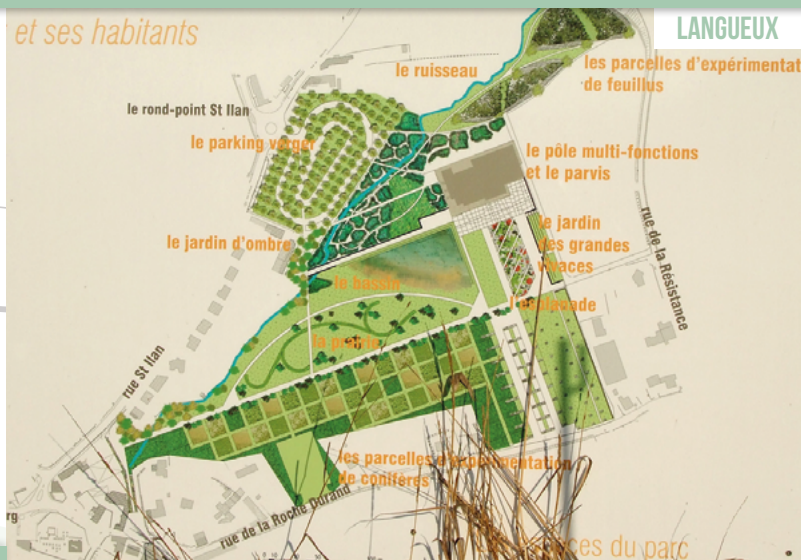 et ses habitants
LANGUEUX
le ruisseau
les parcelles d'expérimentat
de feuillus
le rond-point St Ilan
le parking verger
le pôle multi-fonctions
et le parvis
le jardin d'ombre
le jardin
des grandes
vivaces
rue de la Résistance
le bassin
l'esplanade
la prairie
rue St Ilan
les parcelles d'expérimentation
de conifères
rue de la Roche Durand
rg
ces du parc